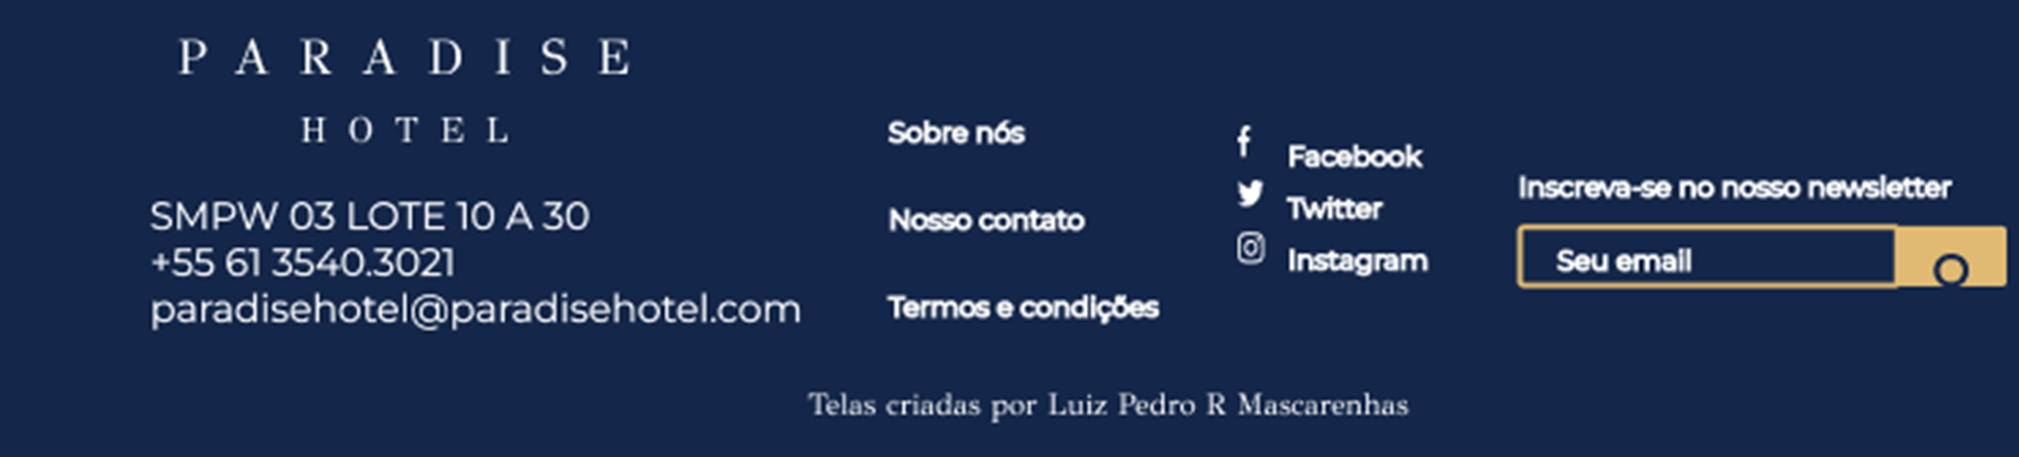 PARADISE
HOTEL
SMPW 03 LOTE 10 A 30
+55 61 3540.3021
paradisehotel@paradisehotel.com
Sobre nós
Nosso contato
Termos e condições
Facebook
Twitter
Instagram
Inscreva-se no nosso newsletter
Seu email
Telas criadas por Luiz Pedro R Mascarenhas